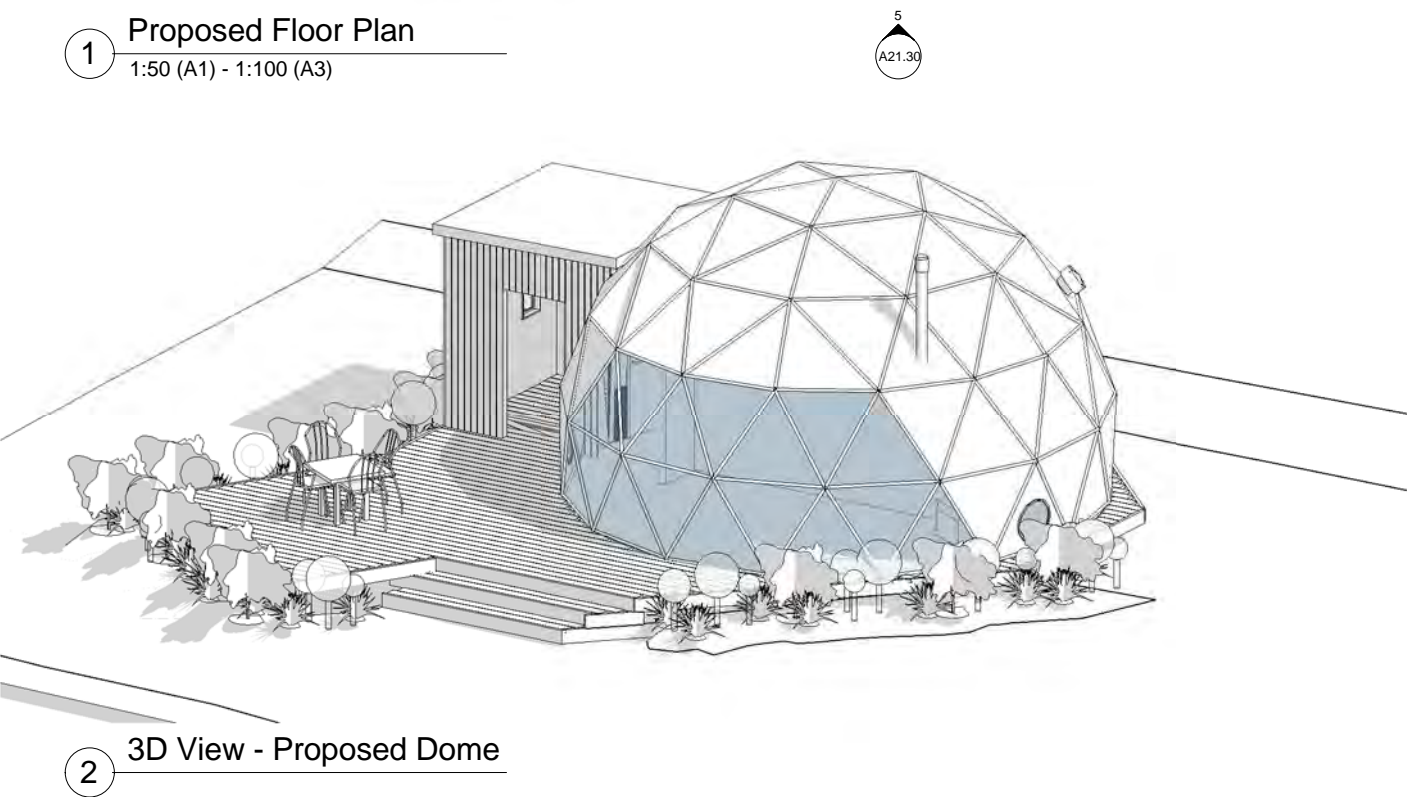 1
Proposed Floor Plan
1:50 (A1) - 1:100 (A3)
5
A21.30
2
3D View - Proposed Dome